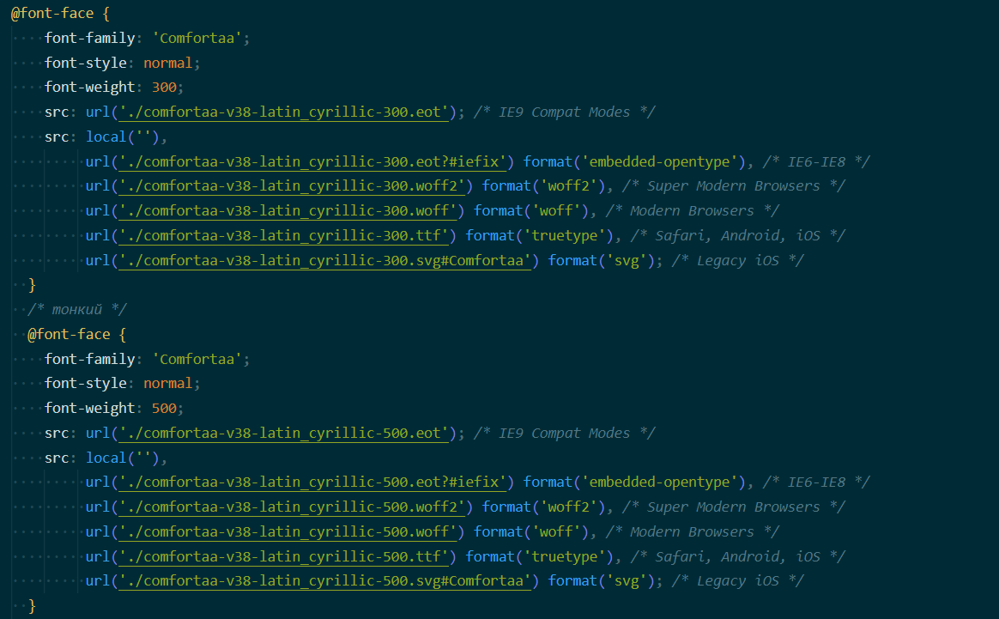 @font-face {
font-family: 'Comfortaa';
font-style: normal;
font-weight: 300;
src: url('./comfortaa-v38-latin_cyrillic-300.eot'); /* IE9 Compat Modes */
src: local(''),
url('./comfortaa-v38-latin_cyrillic-300.eot?#iefix') format('embedded-opentype'), /* IE6-IE8 */
url('./comfortaa-v38-latin_cyrillic-300.woff2') format('woff2'), /* Super Modern Browsers */
url('./comfortaa-v38-latin_cyrillic-300.woff') format('woff'), /* Modern Browsers */
url('./comfortaa-v38-latin_cyrillic-300.ttf') format('truetype'), /* Safari, Android, iOS */
url('./comfortaa-v38-latin_cyrillic-300.svg#Comfortaa') format('svg'); /* Legacy iOS */
}
/* тонкий */
@font-face {
font-family: 'Comfortaa';
font-style: normal;
font-weight: 500;
src: url('./comfortaa-v38-latin_cyrillic-500.eot'); /* IE9 Compat Modes */
src: local(''),
url('./comfortaa-v38-latin_cyrillic-500.eot?#iefix') format('embedded-opentype'), /* IE6-IE8 */
url('./comfortaa-v38-latin_cyrillic-500.woff2') format('woff2'), /* Super Modern Browsers */
url('./comfortaa-v38-latin_cyrillic-500.woff') format('woff'), /* Modern Browsers */
url('./comfortaa-v38-latin_cyrillic-500.ttf') format('truetype'), /* Safari, Android, iOS */
url('./comfortaa-v38-latin_cyrillic-500.svg#Comfortaa') format('svg'); /* Legacy iOS */
}